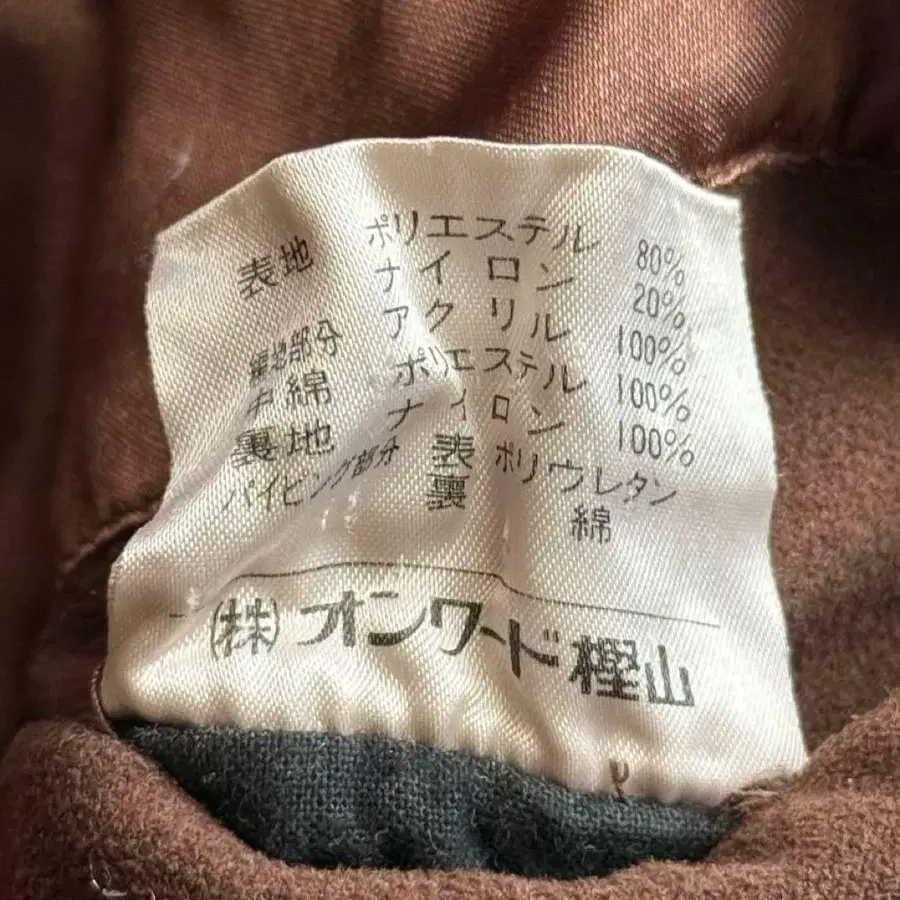 表地 ポリエステル 80%
ナイロン 20%
編地部分 アクリル 100%
中綿 ポリエステル 100%
裏地 ナイロン 100%
パイピング部分 表 ポリウレタン
裏 綿
(株)オンワード樫山